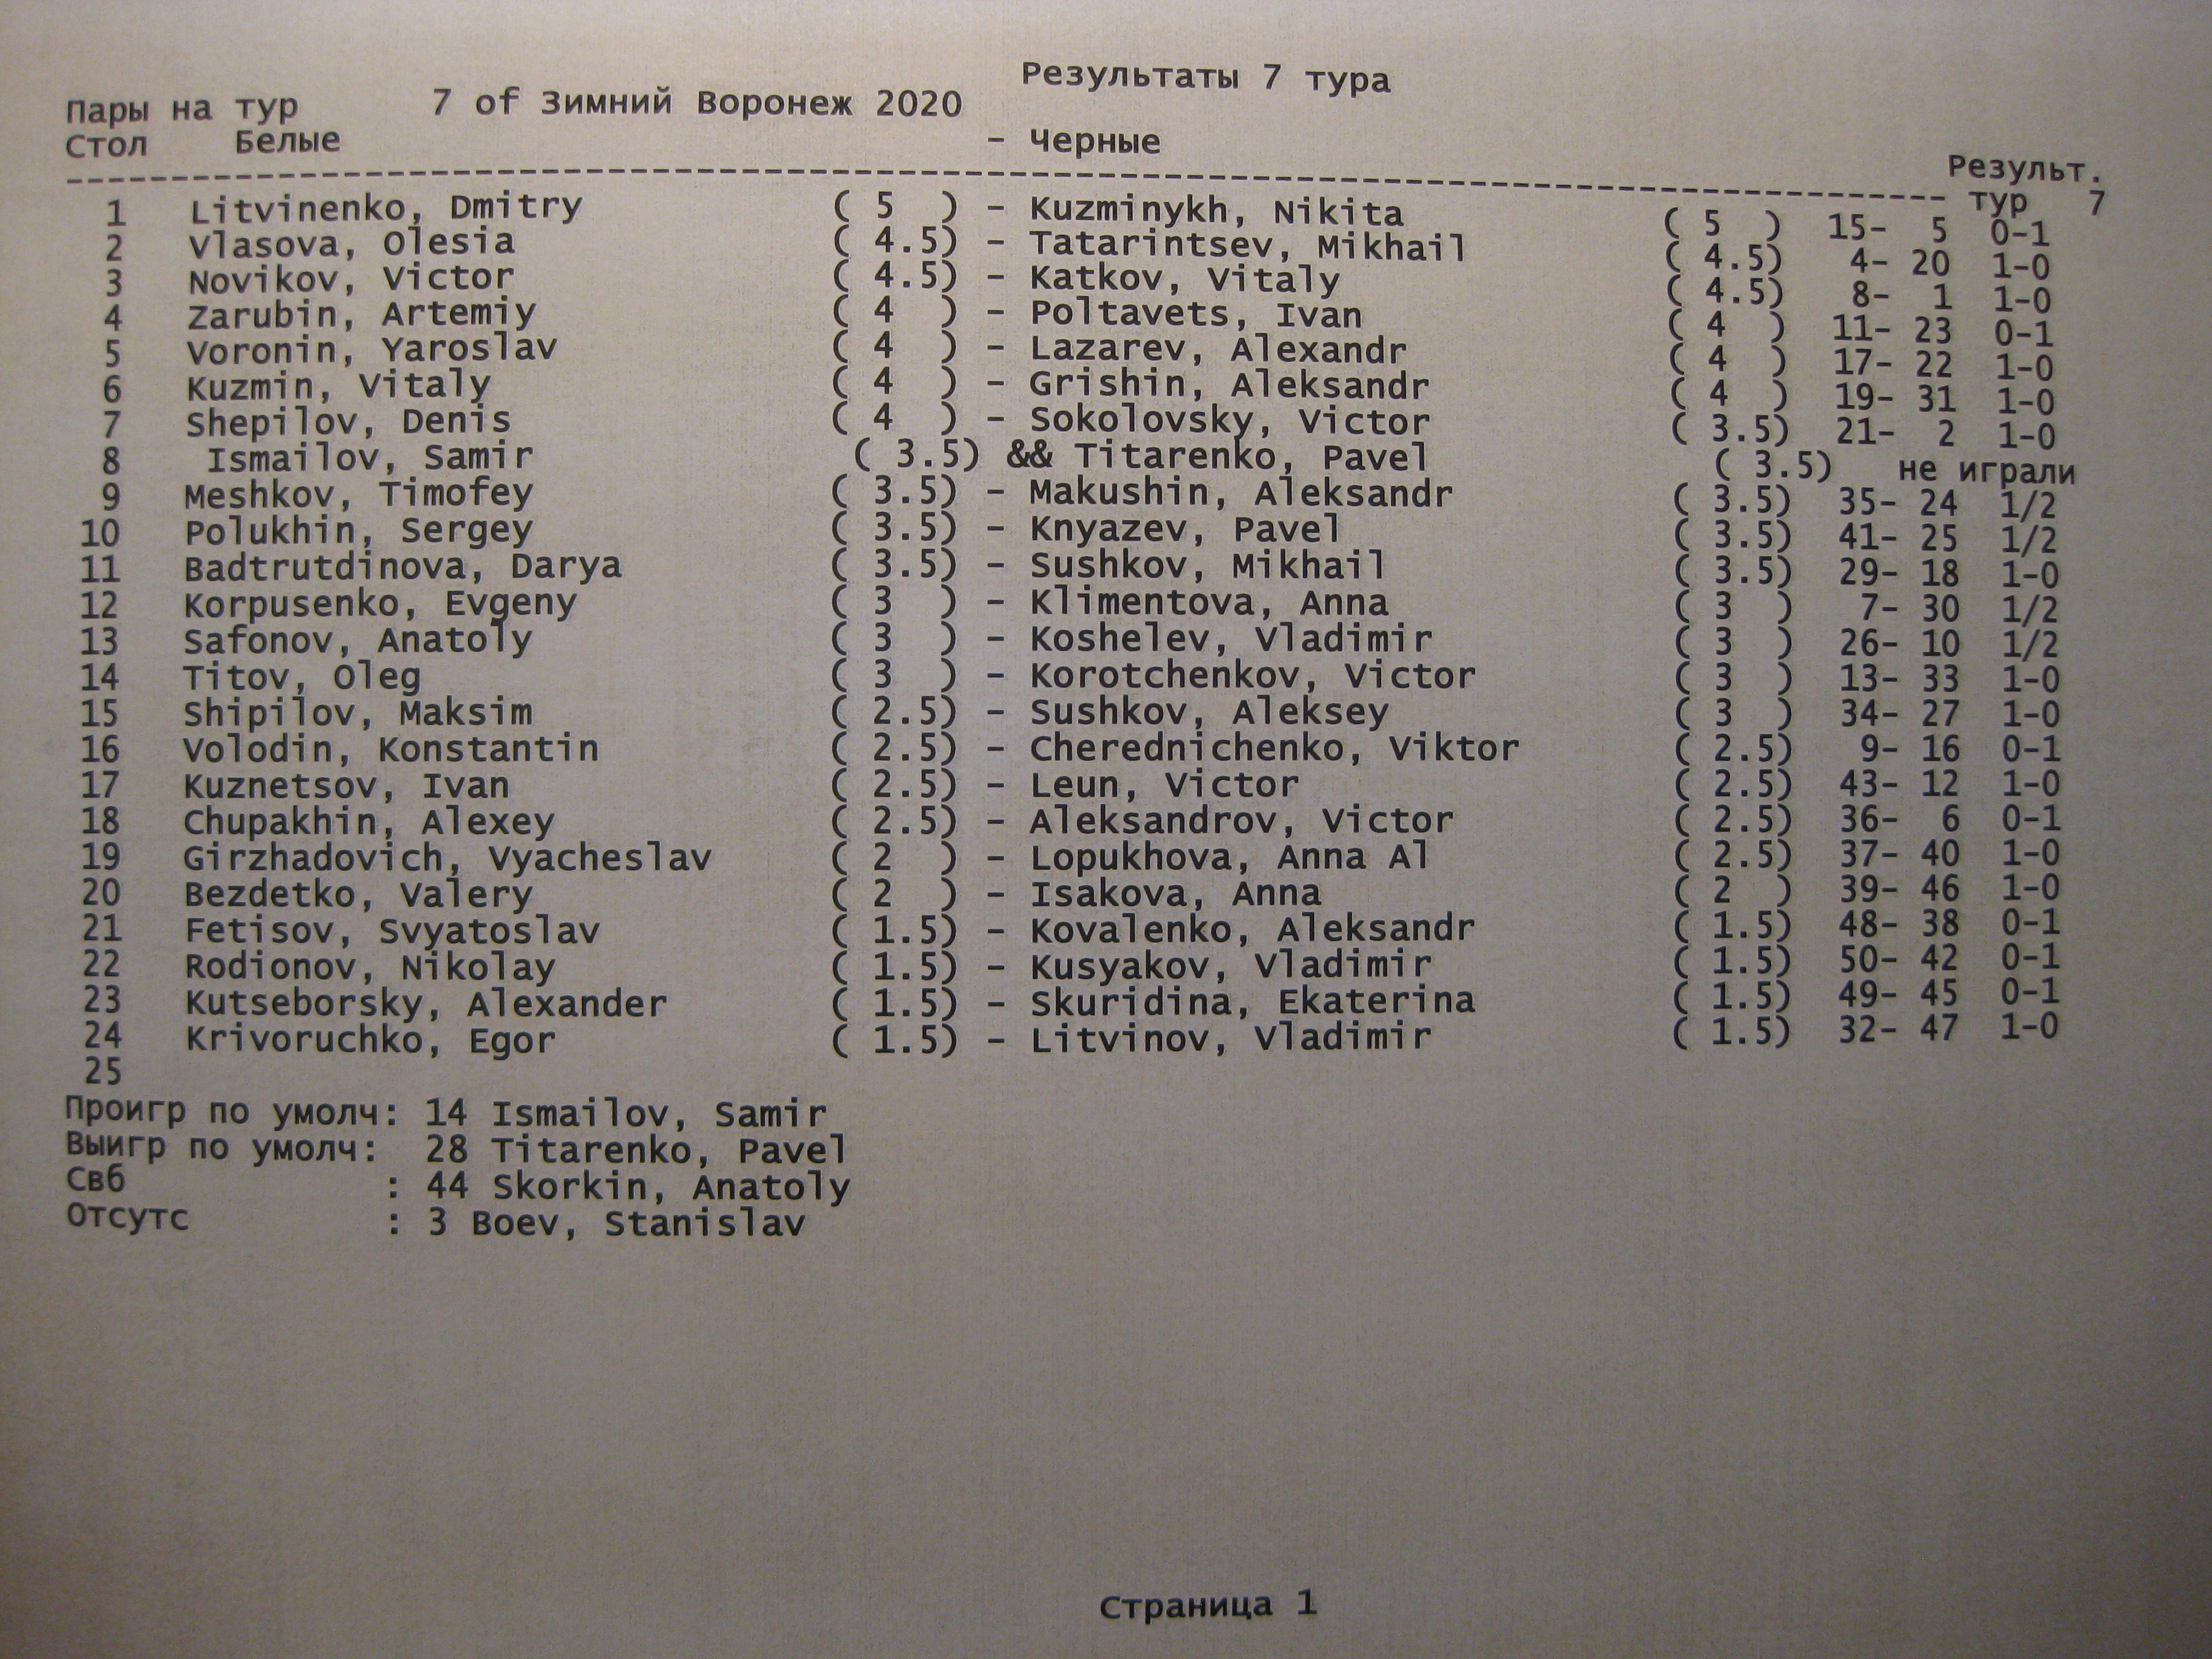 Результаты 7 тура
Пары на тур 7 of Зимний Воронеж 2020
Стол Белые - Черные Результ.
тур 7
1 Litvinenko, Dmitry ( 5 ) - Kuzminykh, Nikita ( 5 ) 15- 5 0-1
2 Vlasova, Olesia ( 4.5) - Tatarintsev, Mikhail ( 4.5) 4- 20 1-0
3 Novikov, Victor ( 4.5) - Katkov, Vitaly ( 4.5) 8- 1 1-0
4 Zarubin, Artemiy ( 4 ) - Poltavets, Ivan ( 4 ) 11- 23 0-1
5 Voronin, Yaroslav ( 4 ) - Lazarev, Alexandr ( 4 ) 17- 22 1-0
6 Kuzmin, Vitaly ( 4 ) - Grishin, Aleksandr ( 4 ) 19- 31 1-0
7 Shepilov, Denis ( 4 ) - Sokolovsky, Victor ( 3.5) 21- 2 1-0
8 Ismailov, Samir ( 3.5) && Titarenko, Pavel ( 3.5) не играли
9 Meshkov, Timofey ( 3.5) - Makushin, Aleksandr ( 3.5) 35- 24 1/2
10 Polukhin, Sergey ( 3.5) - Knyazev, Pavel ( 3.5) 41- 25 1/2
11 Badtrutdinova, Darya ( 3.5) - Sushkov, Mikhail ( 3.5) 29- 18 1-0
12 Korpusenko, Evgeny ( 3 ) - Klimentova, Anna ( 3 ) 7- 30 1/2
13 Safonov, Anatoly ( 3 ) - Koshelev, Vladimir ( 3 ) 26- 10 1/2
14 Titov, Oleg ( 3 ) - Korotchenkov, Victor ( 3 ) 13- 33 1-0
15 Shipilov, Maksim ( 2.5) - Sushkov, Aleksey ( 3 ) 34- 27 1-0
16 Volodin, Konstantin ( 2.5) - Cherednichenko, Viktor ( 2.5) 9- 16 0-1
17 Kuznetsov, Ivan ( 2.5) - Leun, Victor ( 2.5) 43- 12 1-0
18 Chupakhin, Alexey ( 2.5) - Aleksandrov, Victor ( 2.5) 36- 6 0-1
19 Girzhadovich, Vyacheslav ( 2 ) - Lopukhova, Anna Al ( 2.5) 37- 40 1-0
20 Bezdetko, Valery ( 2 ) - Isakova, Anna ( 2 ) 39- 46 1-0
21 Fetisov, Svyatoslav ( 1.5) - Kovalenko, Aleksandr ( 1.5) 48- 38 0-1
22 Rodionov, Nikolay ( 1.5) - Kusyakov, Vladimir ( 1.5) 50- 42 0-1
23 Kutseborsky, Alexander ( 1.5) - Skuridina, Ekaterina ( 1.5) 49- 45 0-1
24 Krivoruchko, Egor ( 1.5) - Litvinov, Vladimir ( 1.5) 32- 47 1-0
25
Проигр по умолч: 14 Ismailov, Samir
Выигр по умолч: 28 Titarenko, Pavel
Свб : 44 Skorkin, Anatoly
Отсутс : 3 Boev, Stanislav
Страница 1